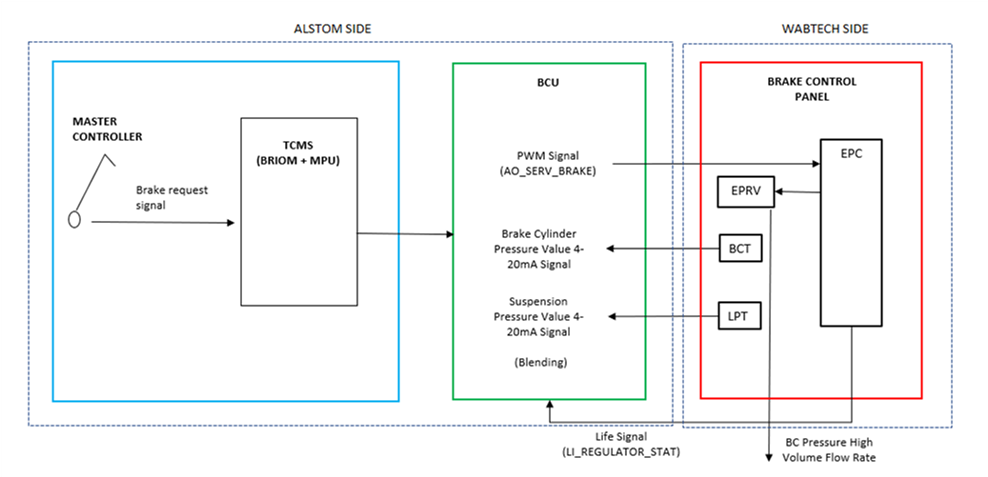 ALSTOM SIDE
WABTECH SIDE
MASTER
CONTROLLER
Brake request
signal
TCMS
(BRIOM + MPU)
BCU
PWM Signal
(AO_SERV_BRAKE)
Brake Cylinder
Pressure Value 4-
20mA Signal
Suspension
Pressure Value 4-
20mA Signal
(Blending)
BRAKE CONTROL
PANEL
EPC
EPRV
BCT
LPT
Life Signal
(LI_REGULATOR_STAT)
BC Pressure High
Volume Flow Rate